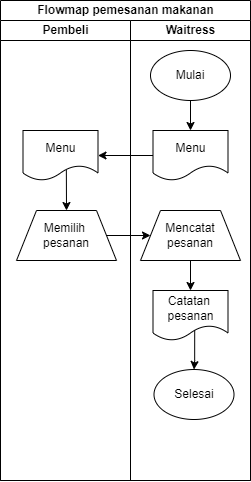 Flowmap pemesanan makanan
Pembeli
Waitress
Mulai
Menu
Menu
Memilih
pesanan
Mencatat
pesanan
Catatan
pesanan
Selesai